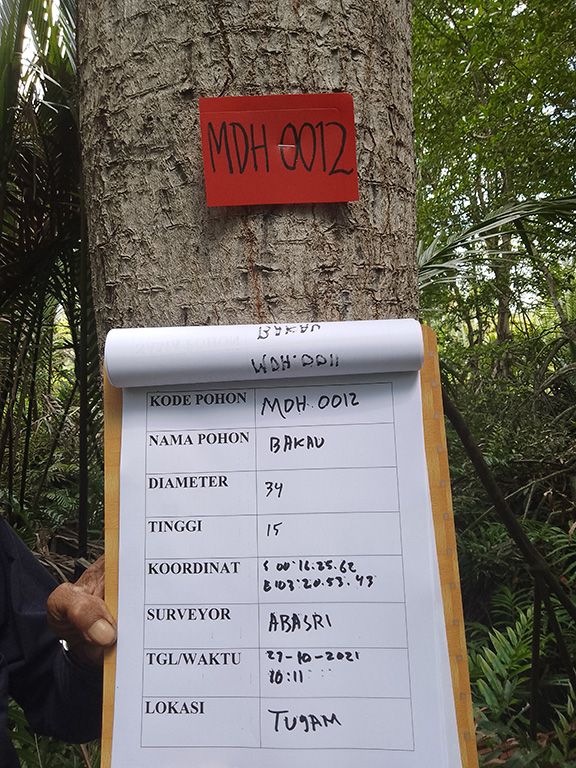 MDH 0012
BAKAU
MDH.0011
KODE POHON MDH.0012
NAMA POHON BAKAU
DIAMETER 34
TINGGI 15
KOORDINAT S 00°16.25.62
E103°20.53.43
SURVEYOR ABASRI
TGL/WAKTU 27-10-2021
10:11
LOKASI TUGAM